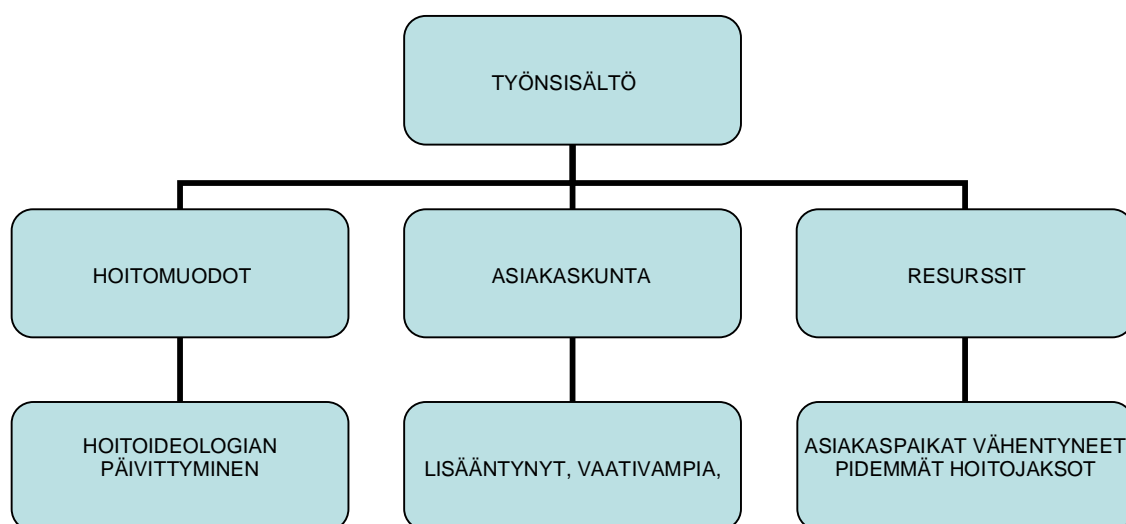 TYÖNSISÄLTÖ
HOITOMUODOT
ASIAKASKUNTA
RESURSSIT
HOITOIDEOLOGIAN
PÄIVITTYMINEN
LISÄÄNTYNYT, VAATIVAMPIA,
ASIAKASPAIKAT VÄHENTYNEET
PIDEMMÄT HOITOJAKSOT